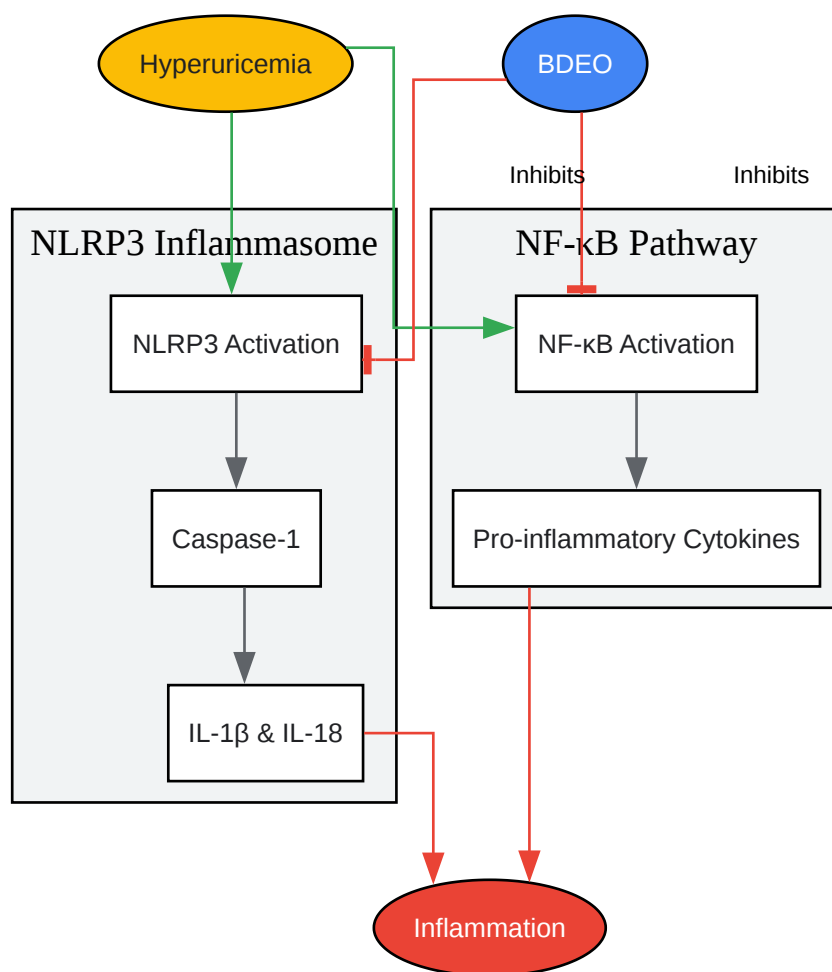 Hyperuricemia
BDEO
Inhibits
Inhibits
NLRP3 Inflammasome
NF-κB Pathway
NLRP3 Activation
NF-κB Activation
Caspase-1
Pro-inflammatory Cytokines
IL-1β & IL-18
Inflammation